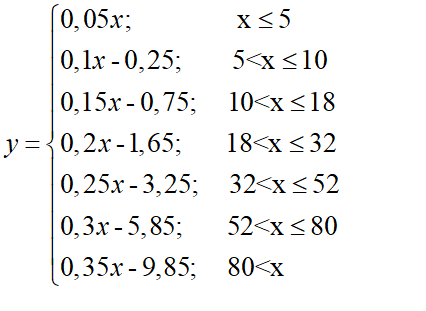 0,05x; x ≤ 5
0,1x - 0,25; 5<x ≤ 10
0,15x - 0,75; 10<x ≤ 18
y = 0,2x - 1,65; 18<x ≤ 32
0,25x - 3,25; 32<x ≤ 52
0,3x - 5,85; 52<x ≤ 80
0,35x - 9,85; 80<x